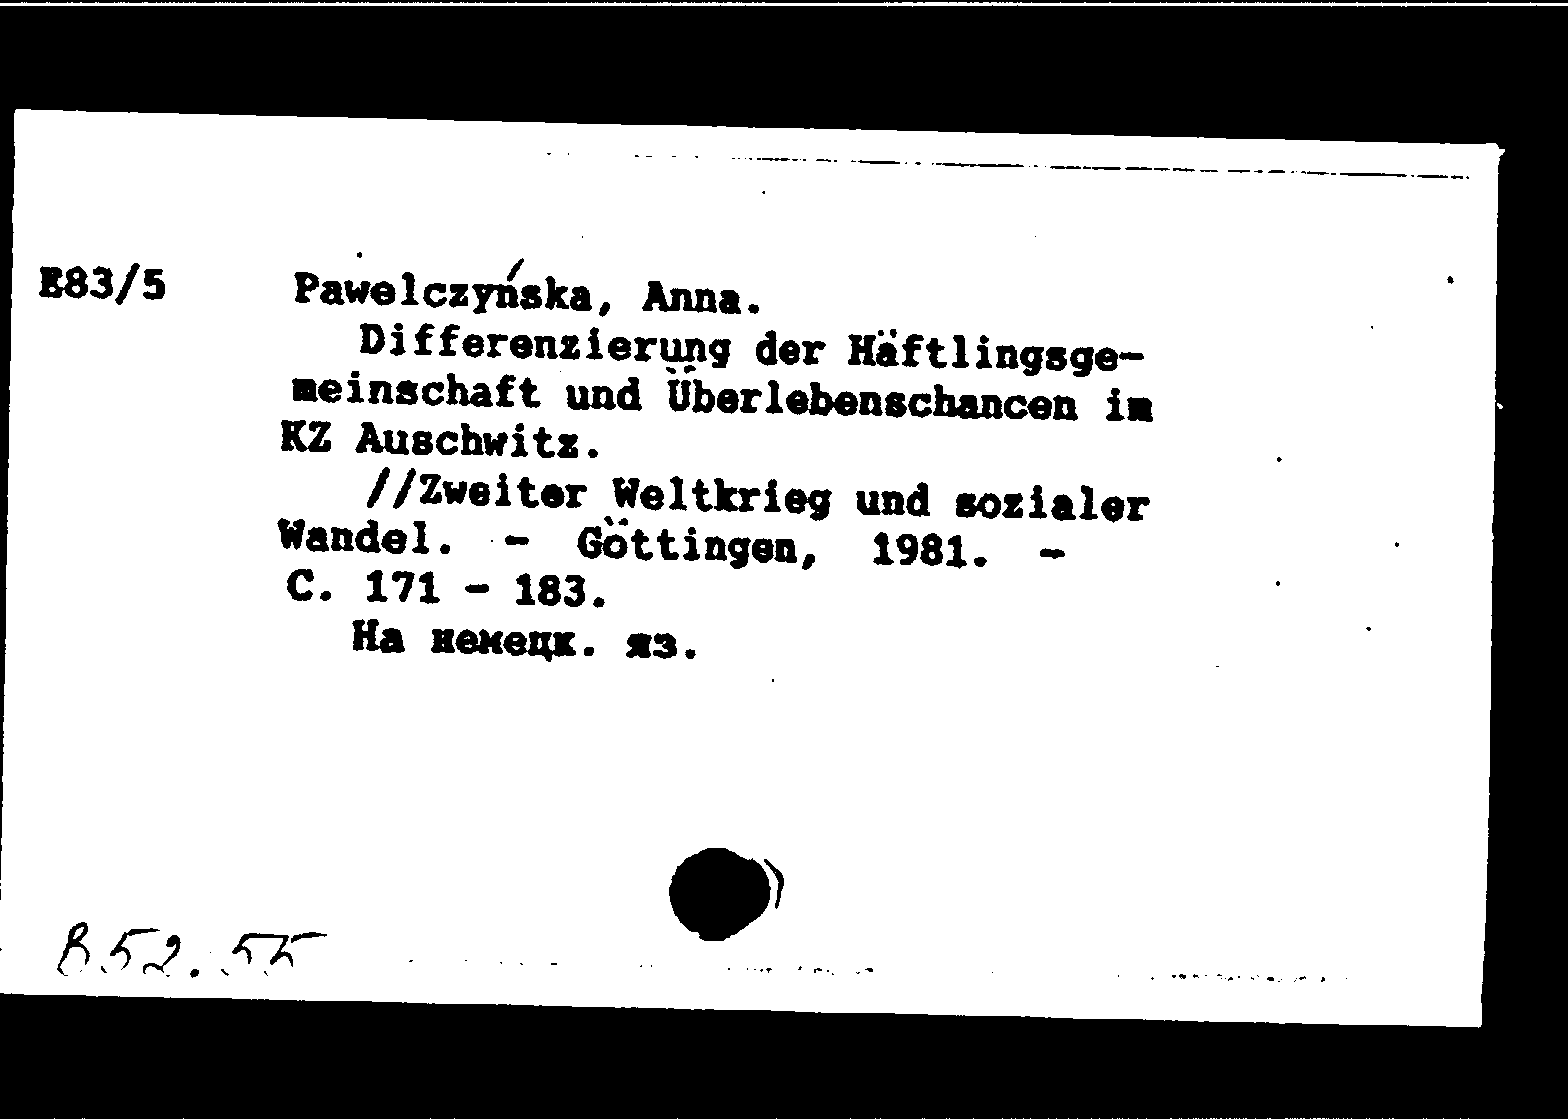 E83/5 Pawelczyńska, Anna.
Differenzierung der Häftlingsge-
meinschaft und Überlebenschancen im
KZ Auschwitz.
//Zweiter Weltkrieg und sozialer
Wandel. - Göttingen, 1981. -
С. 171 - 183.
На немецк. яз.
В52.55